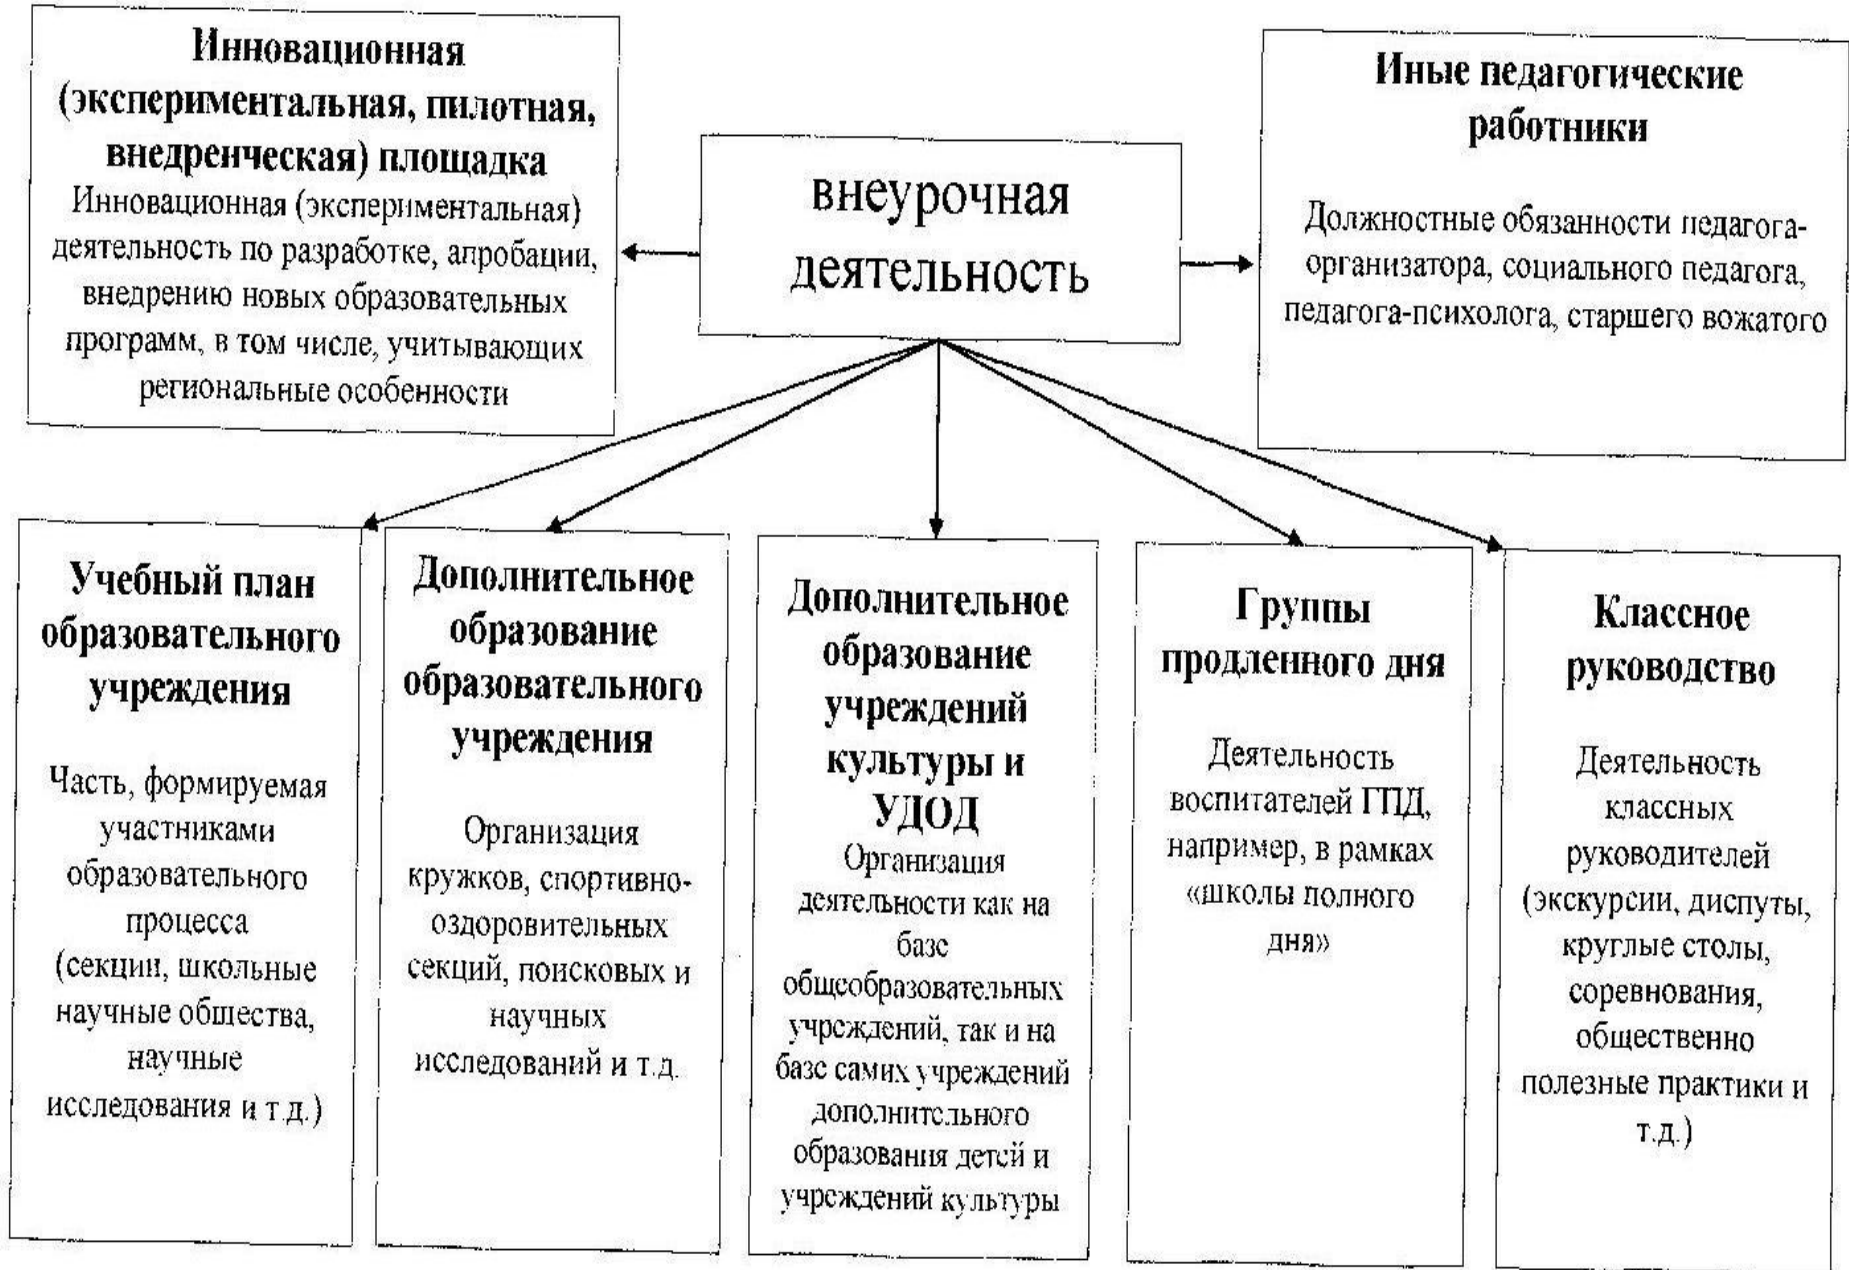 Инновационная
(экспериментальная, пилотная,
внедренческая) площадка
Инновационная (экспериментальная)
деятельность по разработке, апробации,
внедрению новых образовательных
программ, в том числе, учитывающих
региональные особенности
внеурочная
деятельность
Иные педагогические
работники
Должностные обязанности педагога-
организатора, социального педагога,
педагога-психолога, старшего вожатого
Учебный план
образовательного
учреждения
Часть, формируемая
участниками
образовательного
процесса
(секции, школьные
научные общества,
научные
исследования и т.д.)
Дополнительное
образование
образовательного
учреждения
Организация
кружков, спортивно-
оздоровительных
секций, поисковых и
научных
исследований и т.д.
Дополнительное
образование
учреждений
культуры и
УДОД
Организация
деятельности как на
базе
общеобразовательных
учреждений, так и на
базе самих учреждений
дополнительного
образования детей и
учреждений культуры
Группы
продленного дня
Деятельность
воспитателей ГПД,
например, в рамках
«школы полного
дня»
Классное
руководство
Деятельность
классных
руководителей
(экскурсии, диспуты,
круглые столы,
соревнования,
общественно
полезные практики и
т.д.)